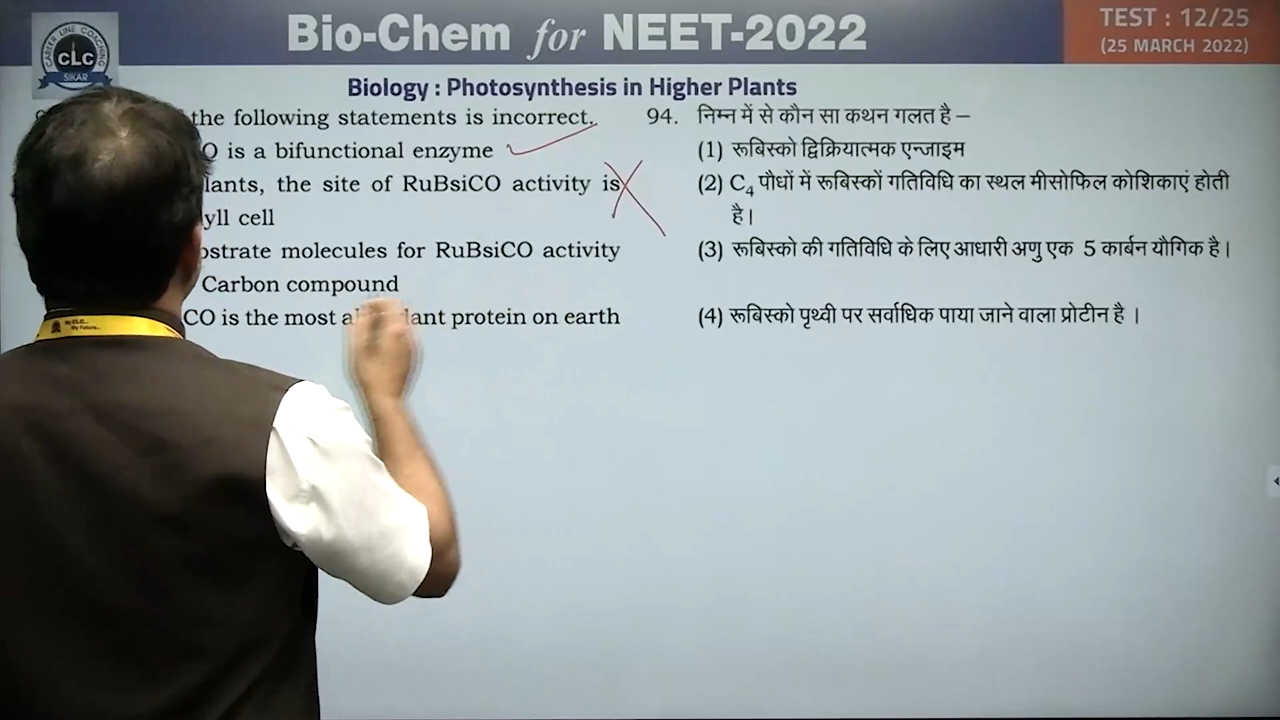 Bio-Chem for NEET-2022
TEST : 12/25
(25 MARCH 2022)
CAREER LINE COACHING
CLC
SIKAR
Biology : Photosynthesis in Higher Plants
the following statements is incorrect.
O is a bifunctional enzyme
lants, the site of RuBsiCO activity is
yll cell
ostrate molecules for RuBsiCO activity
Carbon compound
CO is the most plant protein on earth
94. निम्न में से कौन सा कथन गलत है –
(1) रूबिस्को द्विक्रियात्मक एन्जाइम
(2) C4 पौधों में रूबिस्कों गतिविधि का स्थल मीसोफिल कोशिकाएं होती
है।
(3) रूबिस्को की गतिविधि के लिए आधारी अणु एक 5 कार्बन यौगिक है।
(4) रूबिस्को पृथ्वी पर सर्वाधिक पाया जाने वाला प्रोटीन है ।